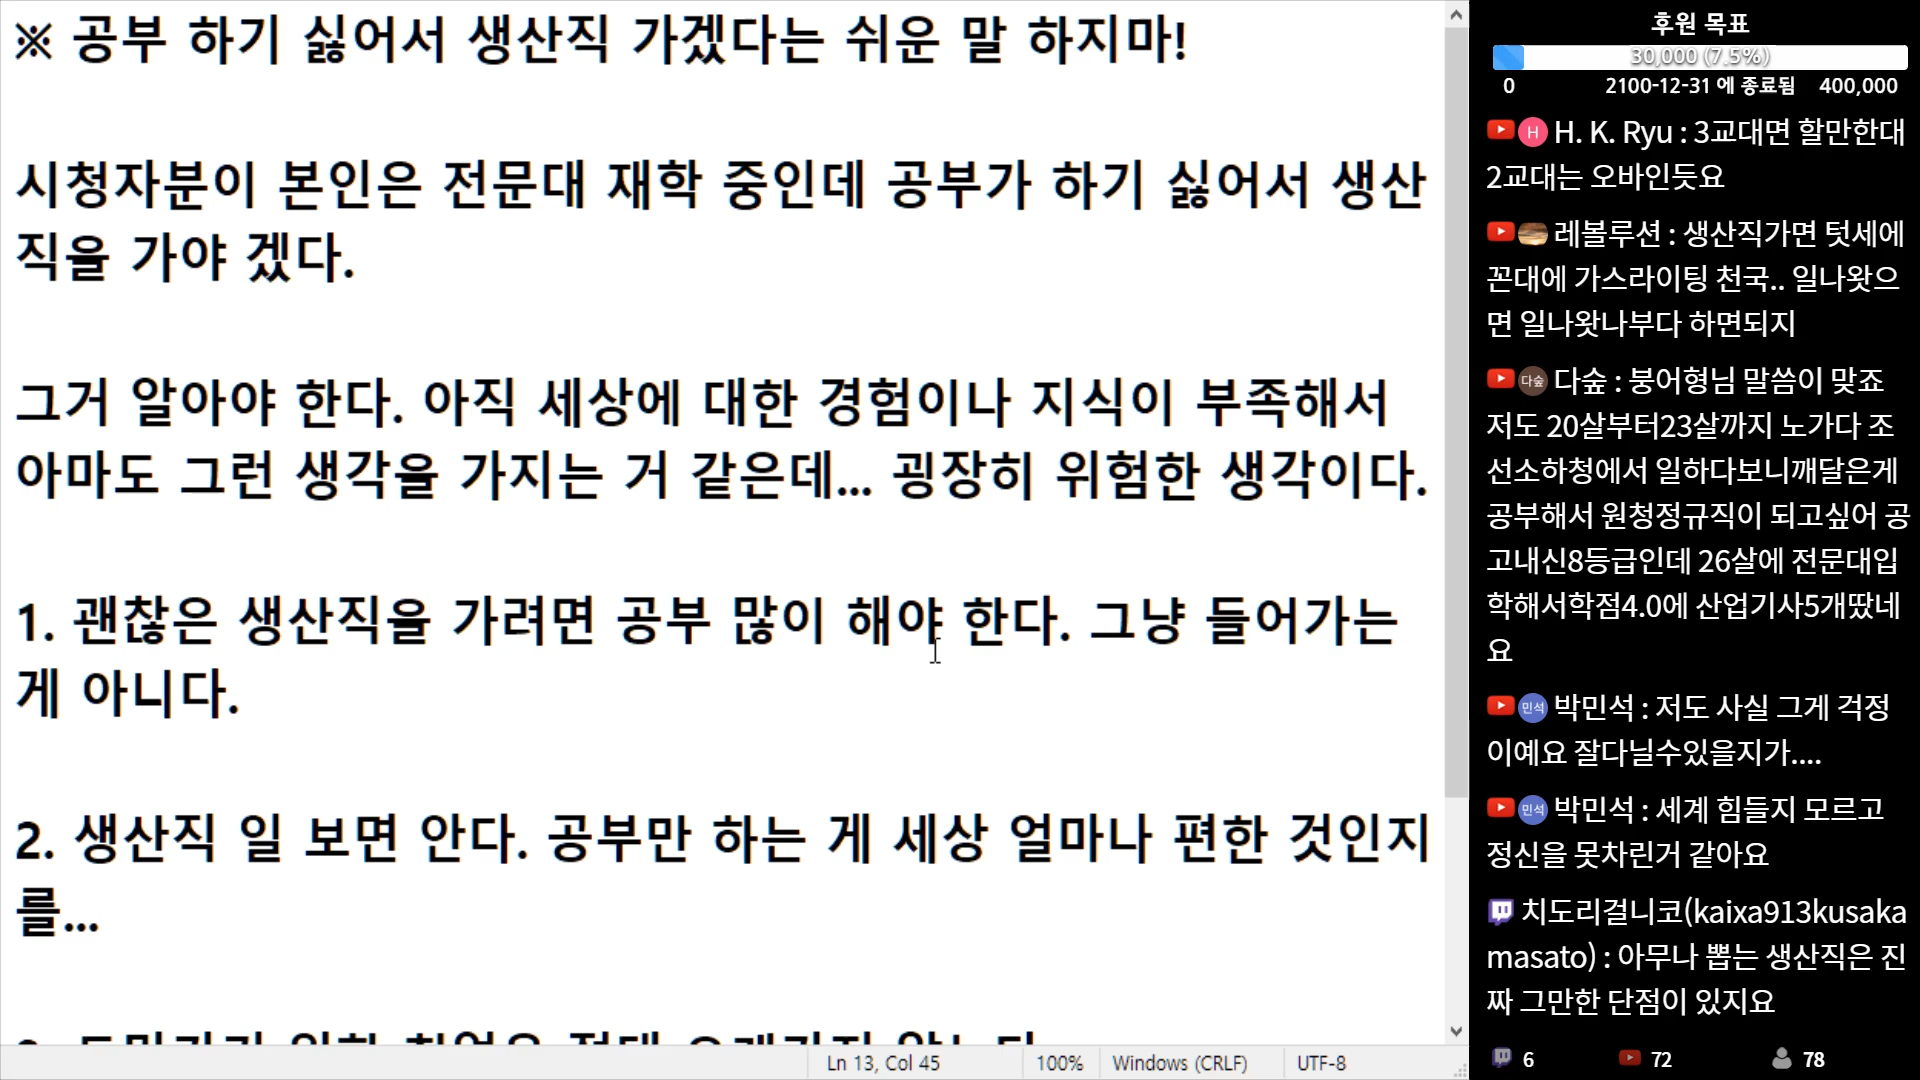 ※ 공부 하기 싫어서 생산직 가겠다는 쉬운 말 하지마!
시청자분이 본인은 전문대 재학 중인데 공부가 하기 싫어서 생산
직을 가야 겠다.
그거 알아야 한다. 아직 세상에 대한 경험이나 지식이 부족해서
아마도 그런 생각을 가지는 거 같은데... 굉장히 위험한 생각이다.
1. 괜찮은 생산직을 가려면 공부 많이 해야 한다. 그냥 들어가는
게 아니다.
2. 생산직 일 보면 안다. 공부만 하는 게 세상 얼마나 편한 것인지
를...
Ln 13, Col 45
100%
Windows (CRLF)
UTF-8
후원 목표
30,000 (7.5%)
0 2100-12-31 에 종료됨 400,000
H H. K. Ryu : 3교대면 할만한대
2교대는 오바인듯요
레볼루션 : 생산직가면 텃세에
꼰대에 가스라이팅 천국.. 일나왓으
면 일나왓나부다 하면되지
다숲 다숲 : 붕어형님 말씀이 맞죠
저도 20살부터23살까지 노가다 조
선소하청에서 일하다보니깨달은게
공부해서 원청정규직이 되고싶어 공
고내신8등급인데 26살에 전문대입
학해서학점4.0에 산업기사5개땄네
요
민석 박민석 : 저도 사실 그게 걱정
이예요 잘다닐수있을지가....
민석 박민석 : 세계 힘들지 모르고
정신을 못차린거 같아요
치도리걸니코(kaixa913kusaka
masato) : 아무나 뽑는 생산직은 진
짜 그만한 단점이 있지요
6 72 78